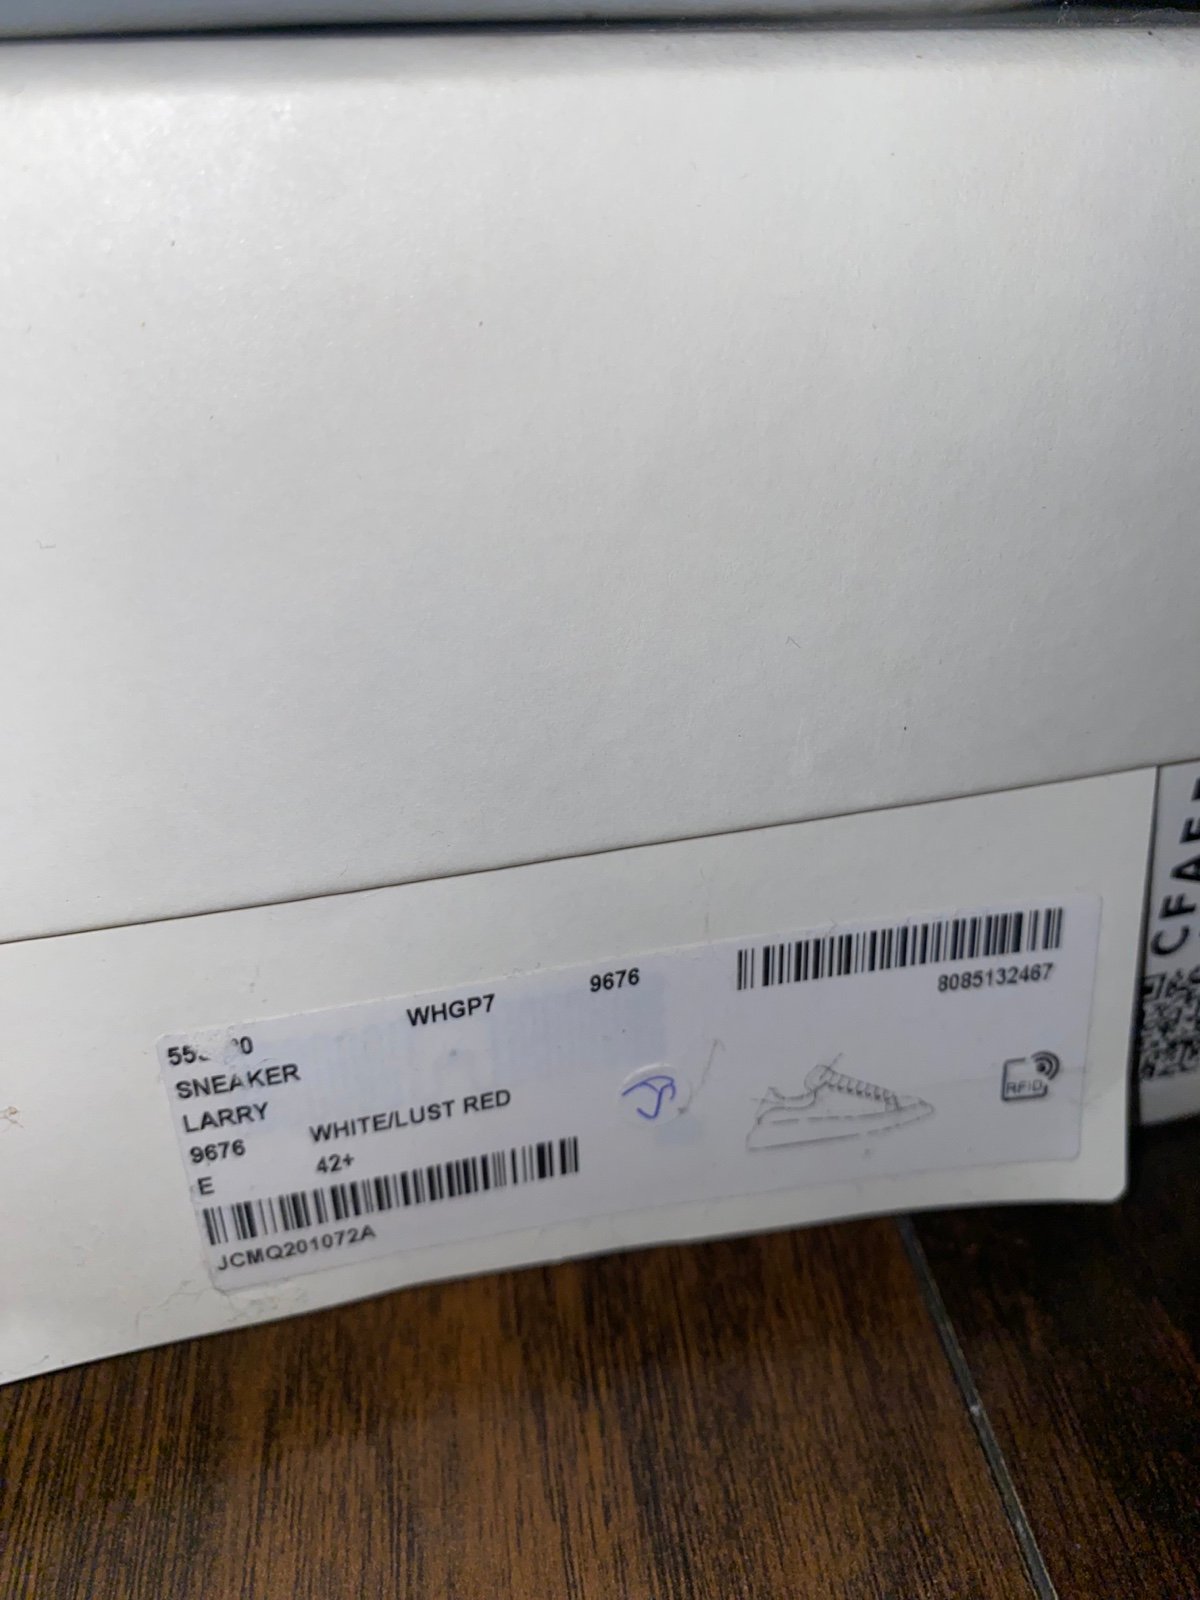 WHGP7 9676
8085132467
SNEAKER
LARRY
9676 WHITE/LUST RED
E 42+
JCMQ201072A
RFID